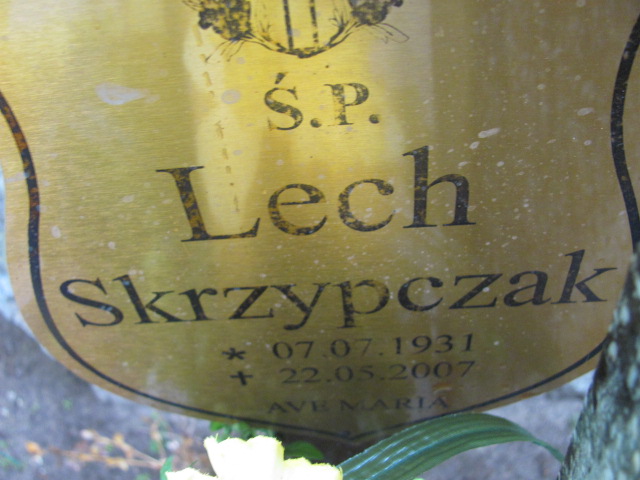 Ś.P.
Lech
Skrzypczak
* 07.07.1931
+ 22.05.2007
AVE MARIA